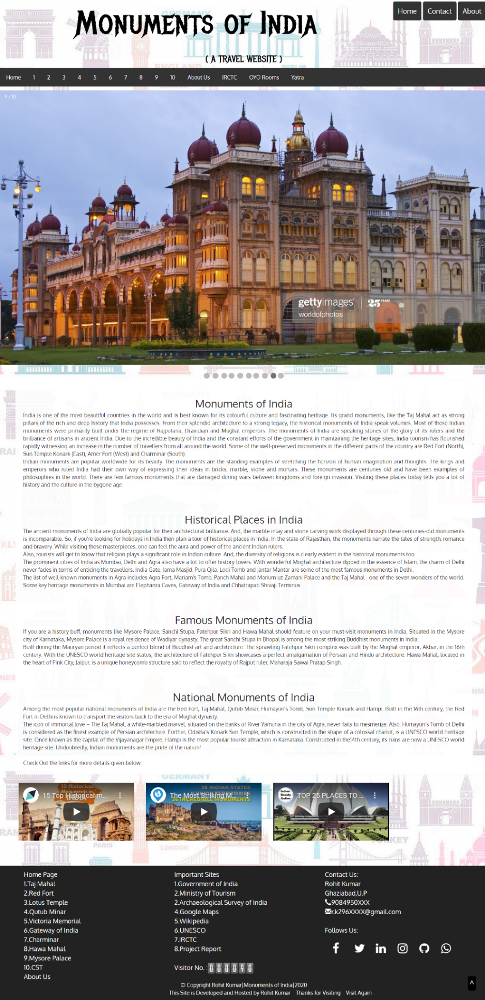 Home Contact About
Monuments of India
( A TRAVEL WEBSITE )
Home 1 2 3 4 5 6 7 8 9 10 About Us IRCTC OYO Rooms Yatra
9 / 10
gettyimages® 25 YEARS
worldofphotos
Monuments of India
India is one of the most beautiful countries in the world and is best known for its colourful culture and fascinating heritage. Its grand monuments, like the Taj Mahal act as strong
pillars of the rich and deep history that India possesses. From their splendid architecture to a strong legacy, the historical monuments of India speak volumes. Most of these Indian
monuments were primarily built under the regime of Rajputana, Dravidian and Mughal emperors. The monuments of India are speaking stones of the glory of its rulers and the
brilliance of artisans in ancient India. Due to the incredible beauty of India and the constant efforts of the government in maintaining the heritage sites, India tourism has flourished
rapidly witnessing an increase in the number of travellers from all around the world. Some of the well-preserved monuments in the different parts of the country are Red Fort (North),
Sun Temple Konark (East), Amer Fort (West) and Charminar (South).
Indian monuments are popular worldwide for its beauty. The monuments are the standing examples of stretching the horizon of human imagination and thoughts. The kings and
emperors who ruled India had their own way of expressing their ideas in bricks, marble, stone and mortars. These monuments are centuries old and have been examples of
philosophies in the world. There are few famous monuments that are damaged during wars between kingdoms and foreign invasion. Visiting these places today tells you a lot of
history and the culture in the bygone age.
Historical Places in India
The ancient monuments of India are globally popular for their architectural brilliance. And, the marble inlay and stone carving work displayed through these centuries-old monuments
is incomparable. So, if you're looking for holidays in India then plan a tour of historical places in India. In the state of Rajasthan, the monuments narrate the tales of strength, romance
and bravery. While visiting these masterpieces, one can feel the aura and power of the ancient Indian rulers.
Also, tourists will get to know that religion plays a significant role in Indian culture. And, the diversity of religions is clearly evident in the historical monuments too.
The prominent cities of India as Mumbai, Delhi and Agra also have a lot to offer history lovers. With wonderful Mughal architecture dipped in the essence of Islam, the charm of Delhi
never fades in terms of enticing the travellers. India Gate, Jama Masjid, Pura Qila, Lodi Tomb and Jantar Mantar are some of the most famous monuments in Delhi.
The list of well-known monuments in Agra includes Agra Fort, Mariam's Tomb, Panch Mahal and Marium-uz-Zamani Palace and the Taj Mahal - one of the seven wonders of the world.
Some key heritage monuments in Mumbai are Elephanta Caves, Gateway of India and Chhatrapati Shivaji Terminus.
Famous Monuments of India
If you are a history buff, monuments like Mysore Palace, Sanchi Stupa, Fatehpur Sikri and Hawa Mahal should feature on your must-visit monuments in India. Situated in the Mysore
city of Karnataka, Mysore Palace is a royal residence of Wadiyar dynasty. The great Sanchi Stupa in Bhopal is among the most striking Buddhist monuments in India.
Built during the Mauryan period it reflects a perfect blend of Buddhist art and architecture. The sprawling Fatehpur Sikri complex was built by the Mughal emperor, Akbar, in the 16th
century. With the UNESCO world heritage site status, the architecture of Fatehpur Sikri showcases a perfect amalgamation of Persian and Hindu architecture. Hawa Mahal, located in
the heart of Pink City, Jaipur, is a unique honeycomb structure said to reflect the royalty of Rajput ruler, Maharaja Sawai Pratap Singh.
National Monuments of India
Among the most popular national monuments of India are the Red Fort, Taj Mahal, Qutub Minar, Humayun's Tomb, Sun Temple Konark and Hampi. Built in the 16th century, the Red
Fort in Delhi is known to transport the visitors back to the era of Mughal dynasty.
The icon of immortal love – The Taj Mahal, a white-marbled marvel, situated on the banks of River Yamuna in the city of Agra, never fails to mesmerize. Also, Humayun's Tomb of Delhi
is considered as the finest example of Persian architecture. Further, Odisha's Konark Sun Temple, which is constructed in the shape of a colossal chariot, is a UNESCO world heritage
site. Once known as the capital of the Vijayanagar Empire, Hampi is the most popular tourist attraction in Karnataka. Constructed in the14th century, its ruins are now a UNESCO world
heritage site. Undoubtedly, Indian monuments are the pride of the nation!
Check Out the links for more details given below:
GERMANY
15 Historical
15 Top Historical m...
Monuments in
INDIA
28 INDIAN STATES
The Most Striking M...
36 INCREDIBLE MONUMENTS
Indian Beauty Station
TOP 25 PLACES TO ...
TURKEY
PARIS LONDON
Home Page
1.Taj Mahal
2.Red Fort
3.Lotus Temple
4.Qutub Minar
5.Victoria Memorial
6.Gateway of India
7.Charminar
8.Hawa Mahal
9.Mysore Palace
10.CST
About Us
Important Sites
1.Government of India
2.Ministry of Tourism
2.Archaeological Survey of India
4.Google Maps
5.Wikipedia
6.UNESCO
7.IRCTC
8.Project Report
Visitor No. : 000090
Contact Us:
Rohit Kumar
Ghaziabad,U.P
9084950XXX
r.k296XXXX@gmail.com
Follows Us:
© Copyright Rohit Kumar|Monuments of India|2020
This Site is Developed and Hosted by Rohit Kumar Thanks for Visiting Visit Again